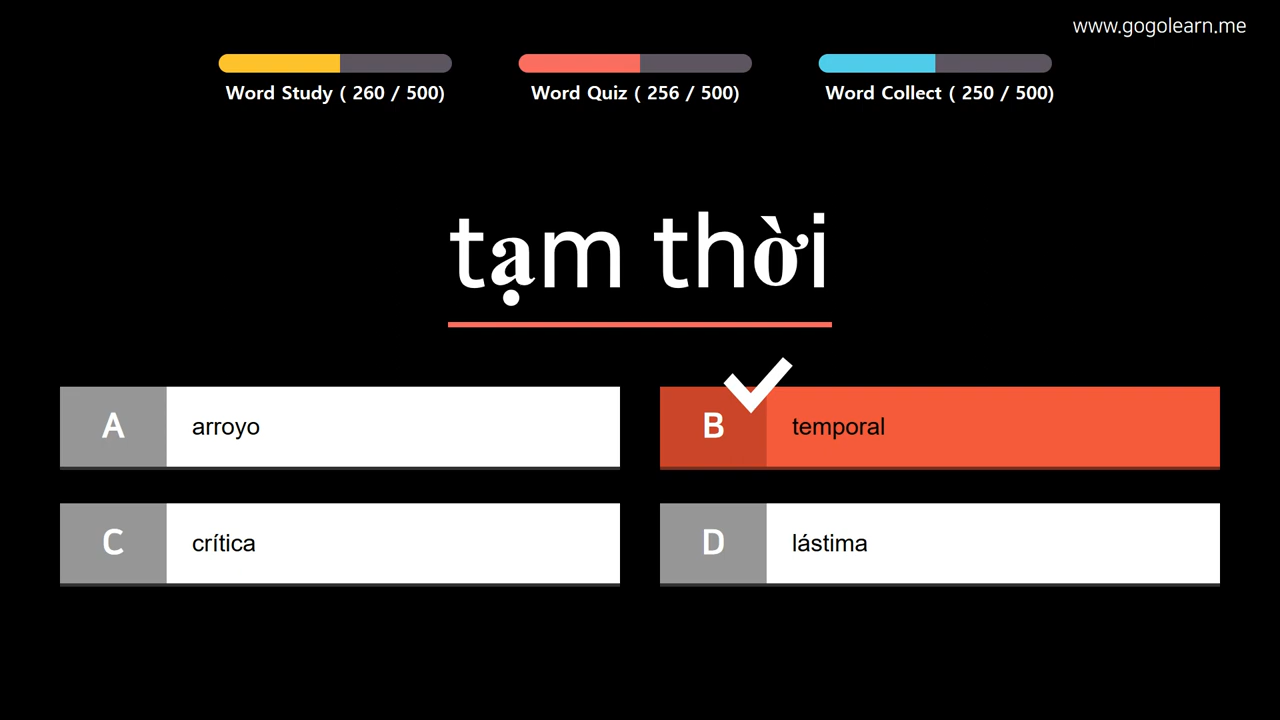 www.gogolearn.me
Word Study ( 260 / 500)
Word Quiz ( 256 / 500)
Word Collect ( 250 / 500)
tạm thời
A
arroyo
B
temporal
C
crítica
D
lástima